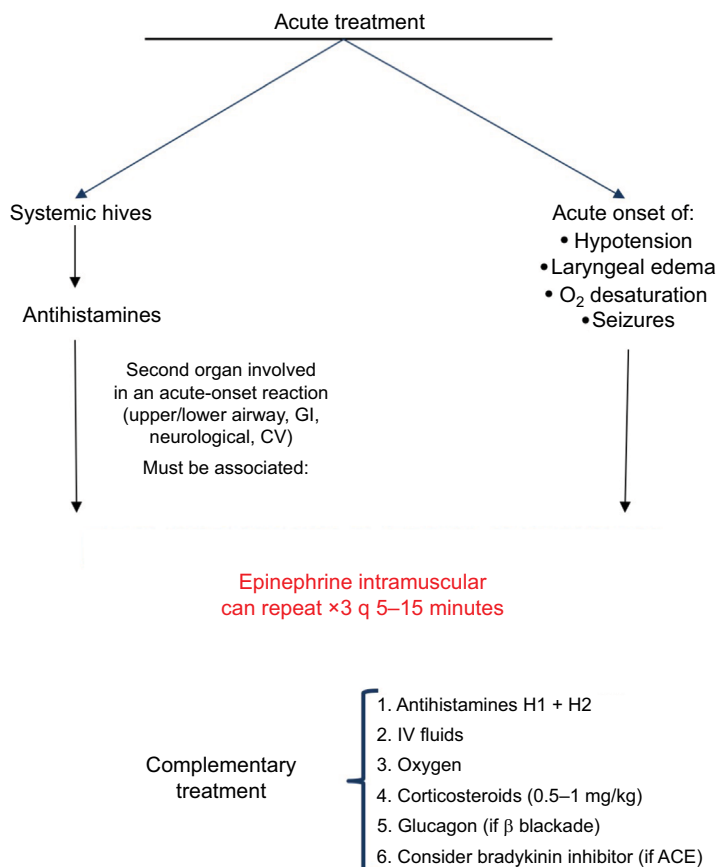 Acute treatment
Systemic hives
Antihistamines
Second organ involved
in an acute-onset reaction
(upper/lower airway, GI,
neurological, CV)
Must be associated:
Acute onset of:
• Hypotension
•Laryngeal edema
• O₂ desaturation
•Seizures
Epinephrine intramuscular
can repeat ×3 q 5–15 minutes
Complementary
treatment
1. Antihistamines H1 + H2
2. IV fluids
3. Oxygen
4. Corticosteroids (0.5–1 mg/kg)
5. Glucagon (if β blackade)
6. Consider bradykinin inhibitor (if ACE)